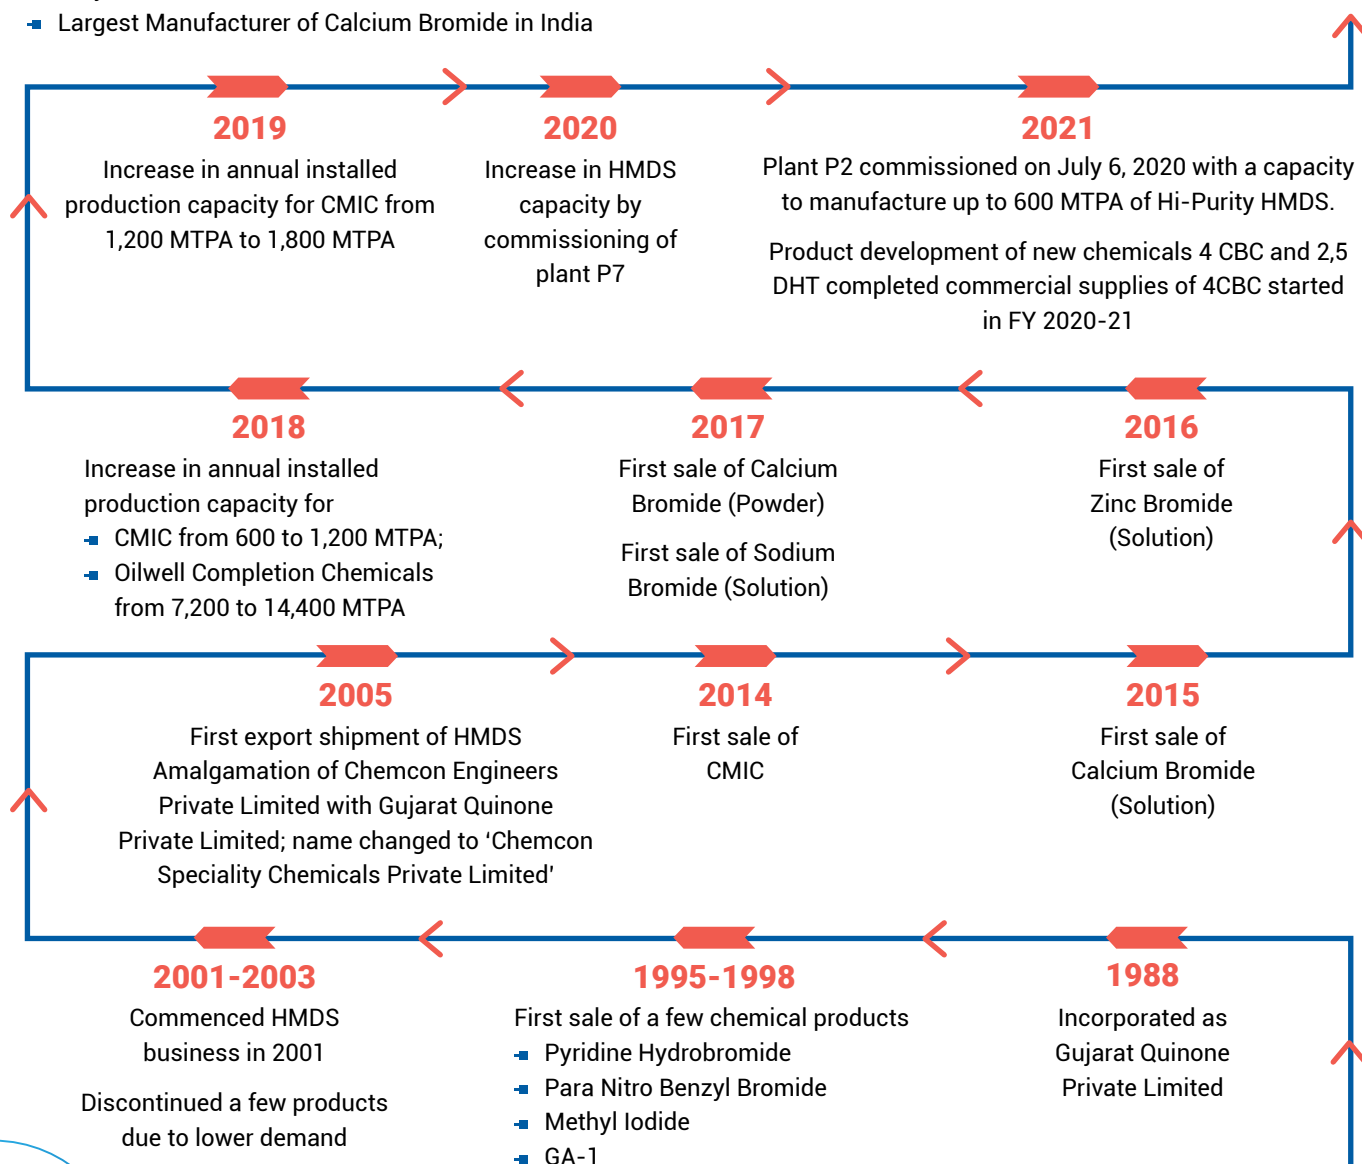 Largest Manufacturer of Calcium Bromide in India
2019
Increase in annual installed
production capacity for CMIC from
1,200 MTPA to 1,800 MTPA
2020
Increase in HMDS
capacity by
commissioning of
plant P7
2021
Plant P2 commissioned on July 6, 2020 with a capacity
to manufacture up to 600 MTPA of Hi-Purity HMDS.
Product development of new chemicals 4 CBC and 2,5
DHT completed commercial supplies of 4CBC started
in FY 2020-21
2018
Increase in annual installed
production capacity for
CMIC from 600 to 1,200 MTPA;
Oilwell Completion Chemicals
from 7,200 to 14,400 MTPA
2017
First sale of Calcium
Bromide (Powder)
First sale of Sodium
Bromide (Solution)
2016
First sale of
Zinc Bromide
(Solution)
2005
First export shipment of HMDS
Amalgamation of Chemcon Engineers
Private Limited with Gujarat Quinone
Private Limited; name changed to ‘Chemcon
Speciality Chemicals Private Limited’
2014
First sale of
CMIC
2015
First sale of
Calcium Bromide
(Solution)
2001-2003
Commenced HMDS
business in 2001
Discontinued a few products
due to lower demand
1995-1998
First sale of a few chemical products
Pyridine Hydrobromide
Para Nitro Benzyl Bromide
Methyl Iodide
GA-1
1988
Incorporated as
Gujarat Quinone
Private Limited